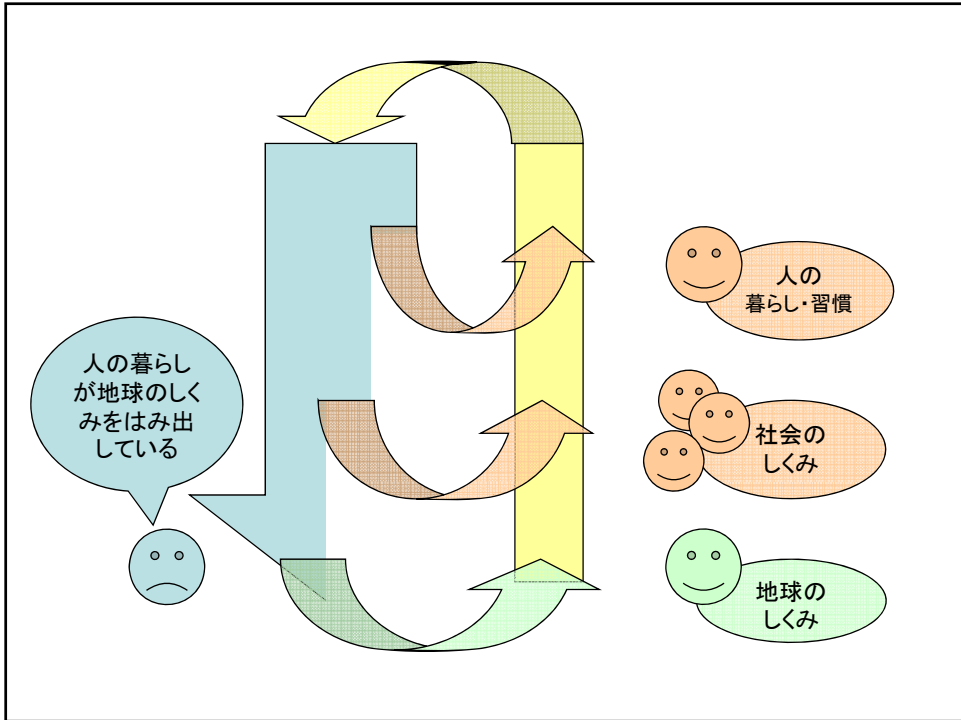 人の
暮らし・習慣
人の暮らし
が地球のしく
みをはみ出
している
社会の
しくみ
地球の
しくみ